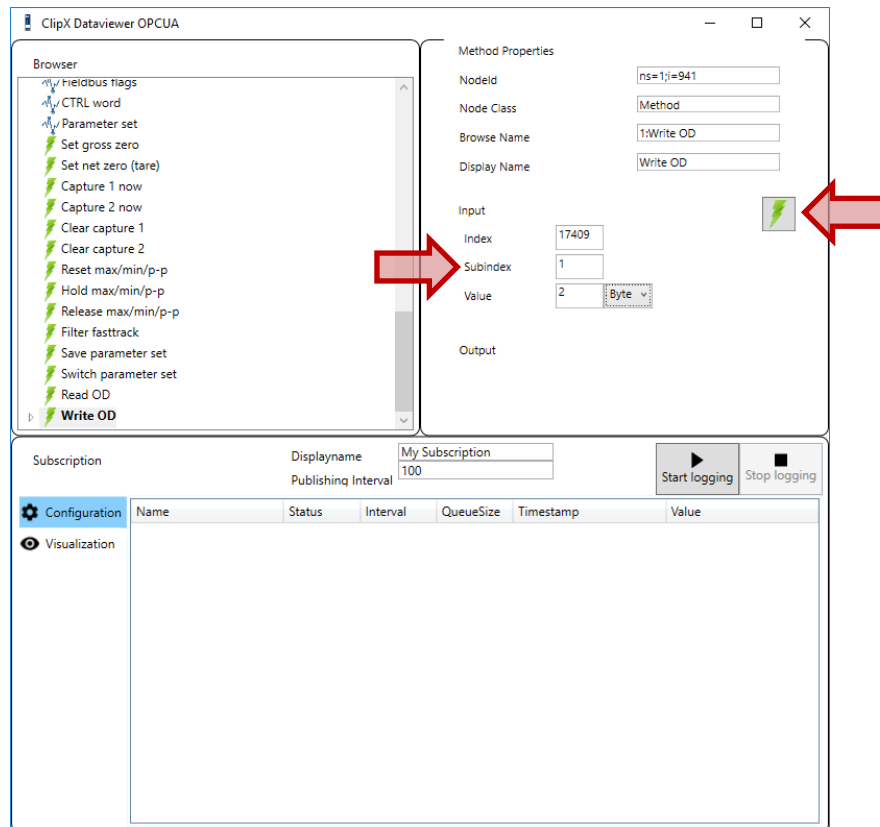 ClipX Dataviewer OPCUA
Browser
Fieldbus flags
CTRL word
Parameter set
Set gross zero
Set net zero (tare)
Capture 1 now
Capture 2 now
Clear capture 1
Clear capture 2
Reset max/min/p-p
Hold max/min/p-p
Release max/min/p-p
Filter fasttrack
Save parameter set
Switch parameter set
Read OD
Write OD
Method Properties
NodeId ns=1;i=941
Node Class Method
Browse Name 1:Write OD
Display Name Write OD
Input
Index 17409
Subindex 1
Value 2 Byte
Output
Subscription
Displayname My Subscription
Publishing Interval 100
Start logging Stop logging
Configuration
Visualization
Name Status Interval QueueSize Timestamp Value